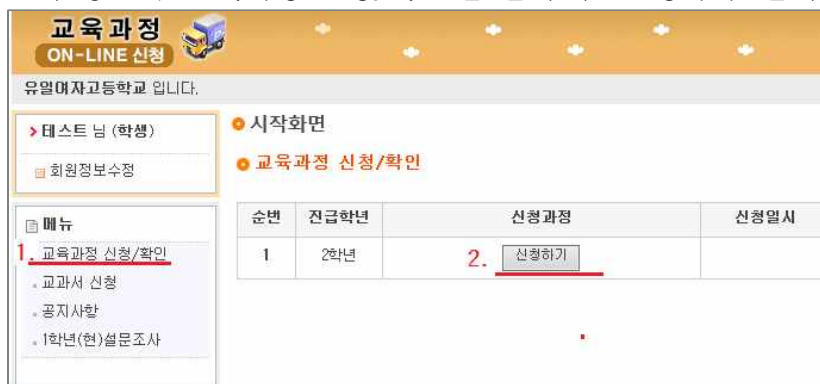 교육과정
ON-LINE 신청
유일여자고등학교 입니다.
테스트 님 (학생)
회원정보수정
메뉴
1. 교육과정 신청/확인
교과서 신청
공지사항
1학년(현)설문조사
시작화면
교육과정 신청/확인
순번 진급학년 신청과정 신청일시
1 2학년 2. 신청하기